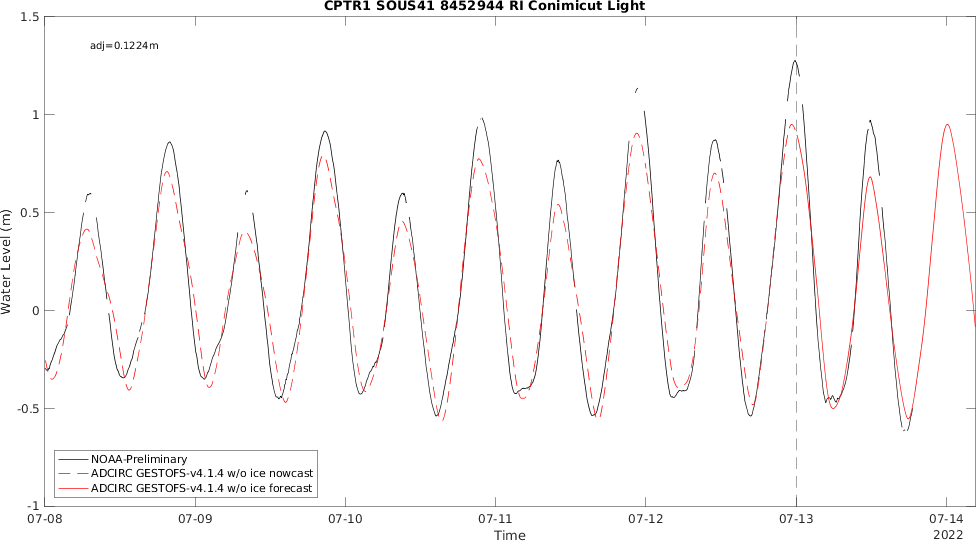 CPTR1 SOUS41 8452944 RI Conimicut Light
1.5
adj=0.1224m
1
0.5
Water Level (m)
0
-0.5
NOAA-Preliminary
ADCIRC GESTOFS-v4.1.4 w/o ice nowcast
ADCIRC GESTOFS-v4.1.4 w/o ice forecast
-1
07-08 07-09 07-10 07-11 07-12 07-13 07-14
Time 2022